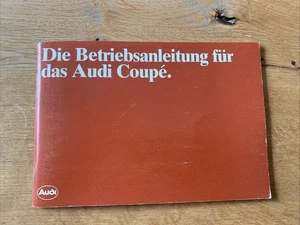 Die Betriebsanleitung für
das Audi Coupé.
Audi